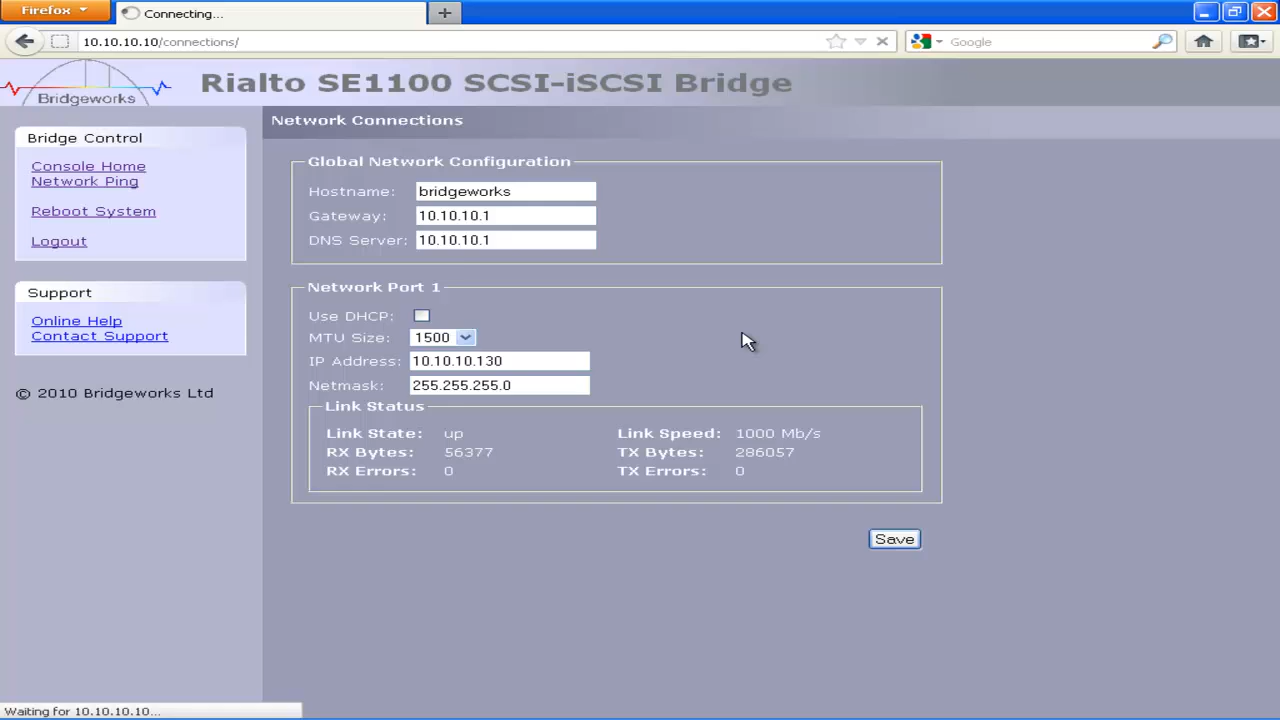 Firefox
Connecting...
10.10.10.10/connections/
Google
Bridgeworks
Rialto SE1100 SCSI-iSCSI Bridge
Network Connections
Bridge Control
Console Home
Network Ping
Reboot System
Logout
Support
Online Help
Contact Support
© 2010 Bridgeworks Ltd
Global Network Configuration
Hostname: bridgeworks
Gateway: 10.10.10.1
DNS Server: 10.10.10.1
Network Port 1
Use DHCP:
MTU Size: 1500
IP Address: 10.10.10.130
Netmask: 255.255.255.0
Link Status
Link State: up Link Speed: 1000 Mb/s
RX Bytes: 56377 TX Bytes: 286057
RX Errors: 0 TX Errors: 0
Save
Waiting for 10.10.10.10...